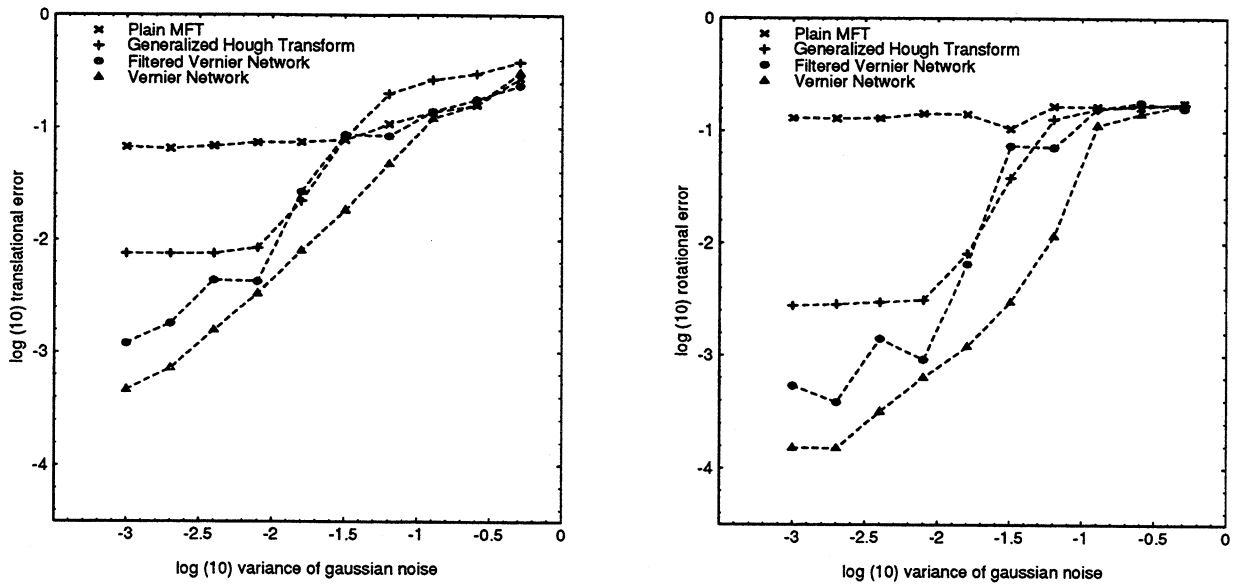 0
Plain MFT
Generalized Hough Transform
Filtered Vernier Network
Vernier Network
-1
-2
-3
-4
log (10) translational error
-3
-2.5
-2
-1.5
-1
-0.5
0
log (10) variance of gaussian noise
0
Plain MFT
Generalized Hough Transform
Filtered Vernier Network
Vernier Network
-1
-2
-3
-4
log (10) rotational error
-3
-2.5
-2
-1.5
-1
-0.5
0
log (10) variance of gaussian noise